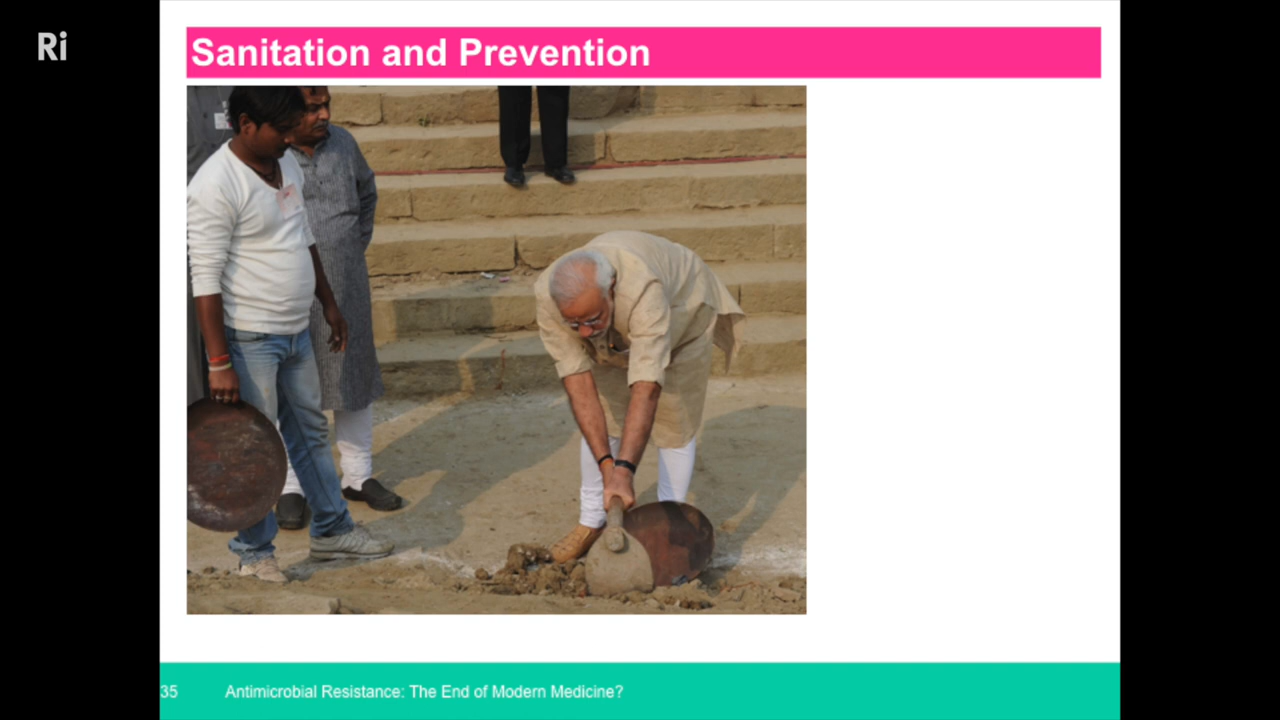 Ri
Sanitation and Prevention
35
Antimicrobial Resistance: The End of Modern Medicine?